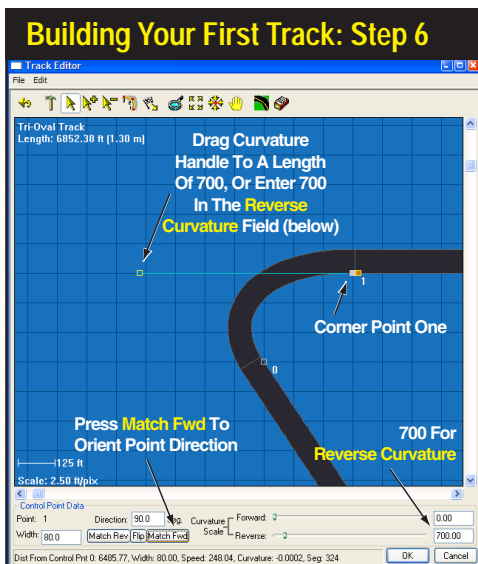 Building Your First Track: Step 6
Track Editor
File Edit
Tri-Oval Track
Length: 6852.38 ft (1.30 m)
Drag Curvature
Handle To A Length
Of 700, Or Enter 700
In The Reverse
Curvature Field (below)
1
Corner Point One
0
Press Match Fwd To
Orient Point Direction
700 For
Reverse Curvature
125 ft
Scale: 2.50 ft/pix
Control Point Data
Point: 1 Direction: 90.0 Seg. Curvature Scale Forward: 0.00
Width: 80.0 Match Rev Flip Match Fwd Reverse: 700.00
Dist From Control Pnt 0: 6485.77, Width: 80.00, Speed: 248.04, Curvature: -0.0002, Seg: 324 OK Cancel